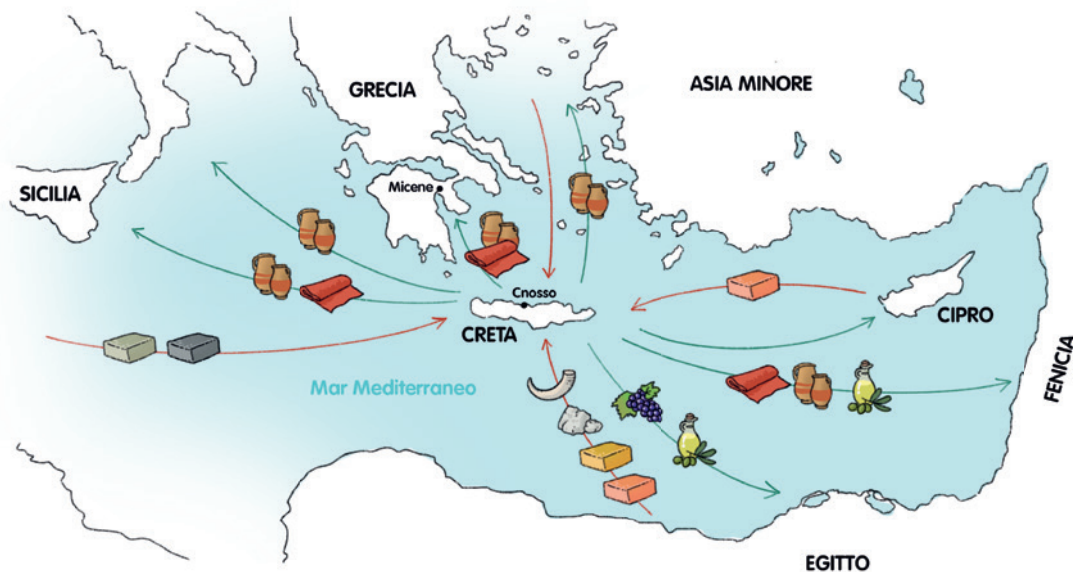 GRECIA
ASIA MINORE
SICILIA
Micene
Cnosso
CRETA
CIPRO
FENICIA
Mar Mediterraneo
EGITTO